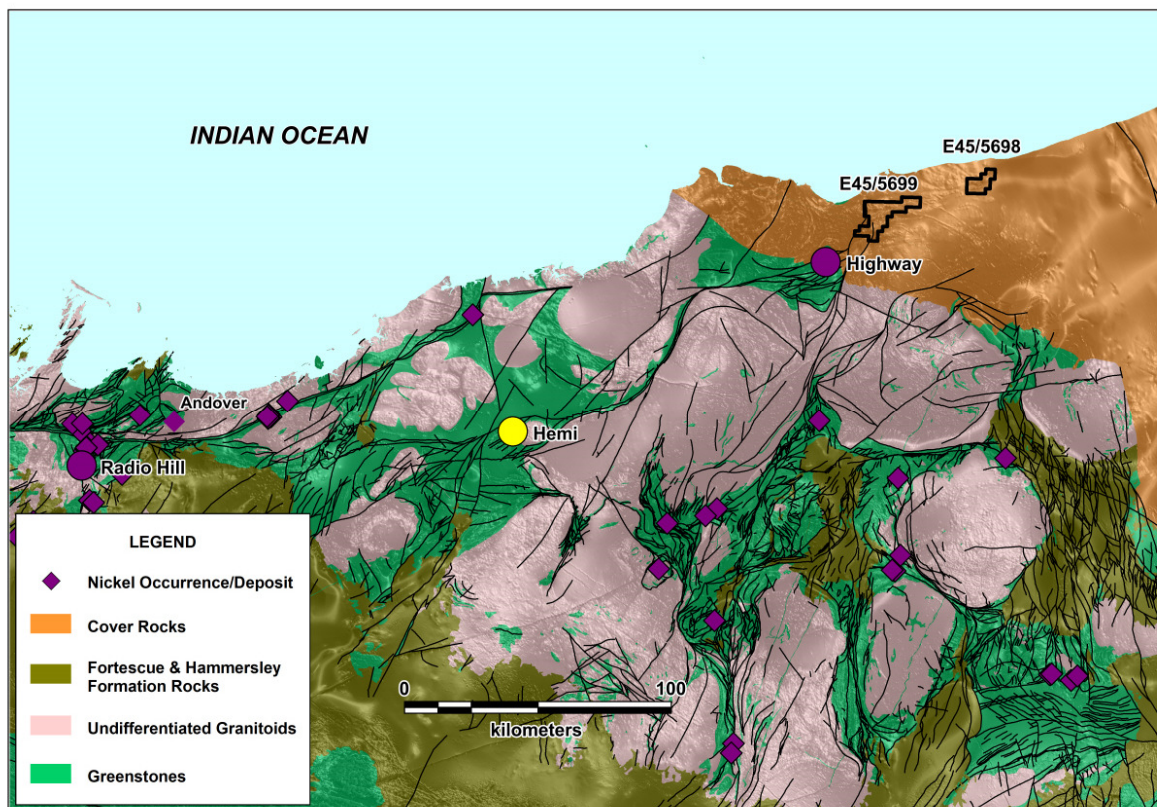 INDIAN OCEAN
E45/5698
E45/5699
Highway
Andover
Hemi
Radio Hill
LEGEND
Nickel Occurrence/Deposit
Cover Rocks
Fortescue & Hammersley
Formation Rocks
Undifferentiated Granitoids
Greenstones
0 100
kilometers